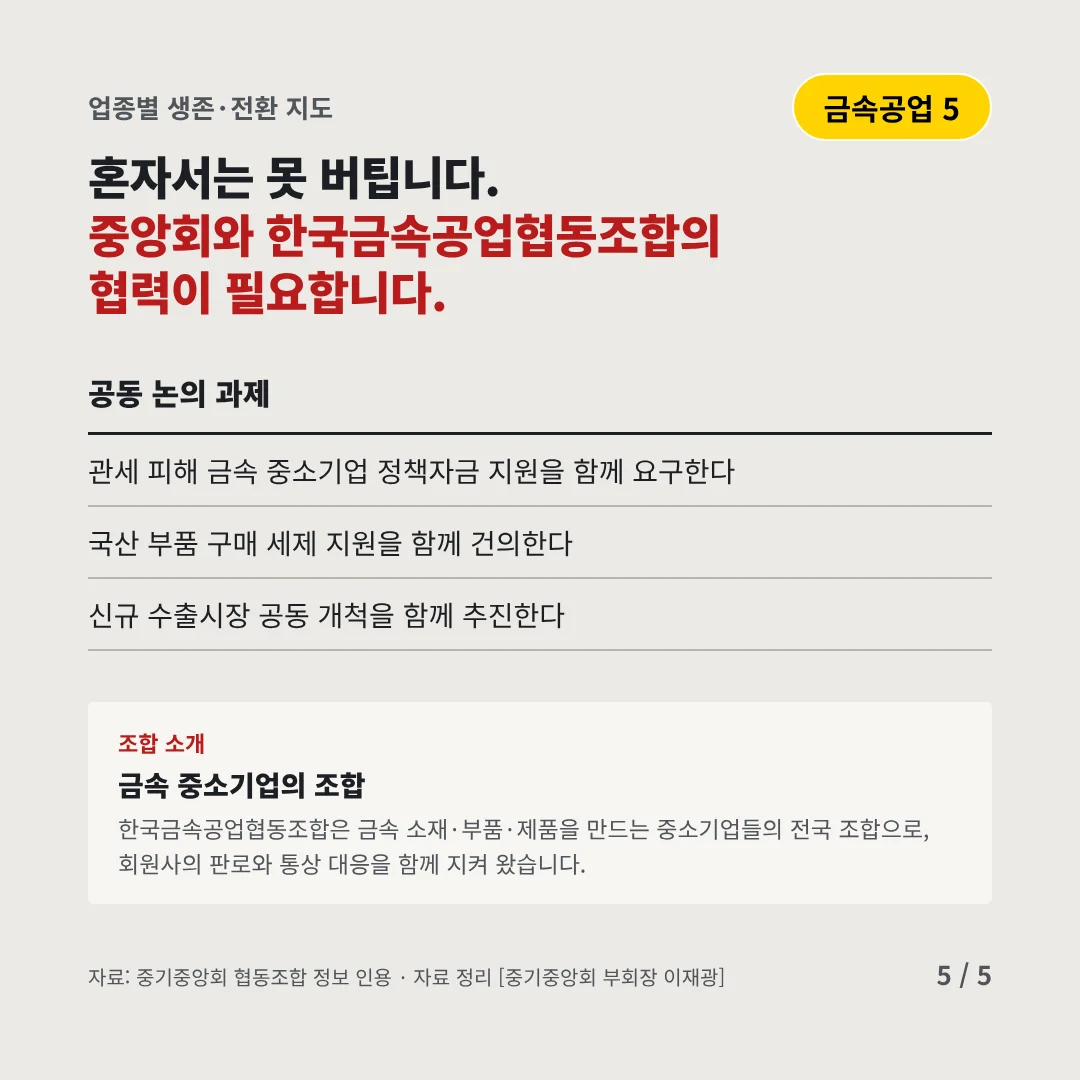 업종별 생존·전환 지도
금속공업 5
혼자서는 못 버팁니다.
중앙회와 한국금속공업협동조합의
협력이 필요합니다.
공동 논의 과제
관세 피해 금속 중소기업 정책자금 지원을 함께 요구한다
국산 부품 구매 세제 지원을 함께 건의한다
신규 수출시장 공동 개척을 함께 추진한다
조합 소개
금속 중소기업의 조합
한국금속공업협동조합은 금속 소재·부품·제품을 만드는 중소기업들의 전국 조합으로,
회원사의 판로와 통상 대응을 함께 지켜 왔습니다.
자료: 중기중앙회 협동조합 정보 인용 · 자료 정리 [중기중앙회 부회장 이재광]
5 / 5